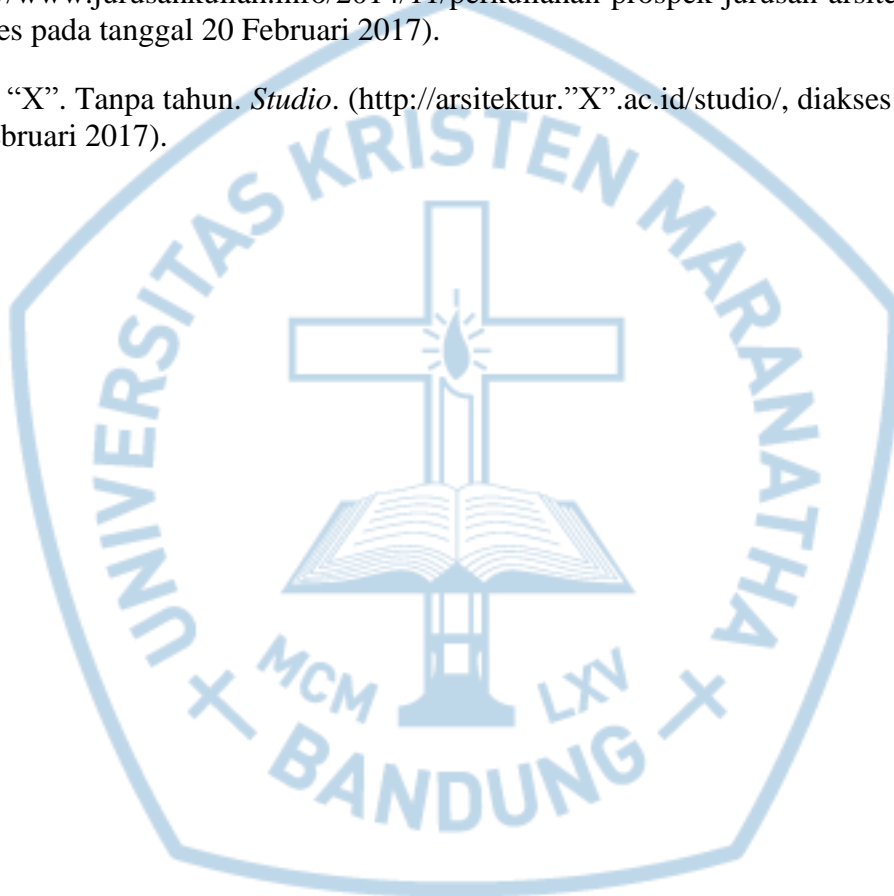 //www.jurusankuliah.info/2014/11/perkuliahan-prospek-jurusan-arsite
es pada tanggal 20 Februari 2017).
“X”. Tanpa tahun. Studio. (http://arsitektur.”X”.ac.id/studio/, diakses
bruari 2017).
UNIVERSITAS KRISTEN MARANATHA
MCM LXV
BANDUNG